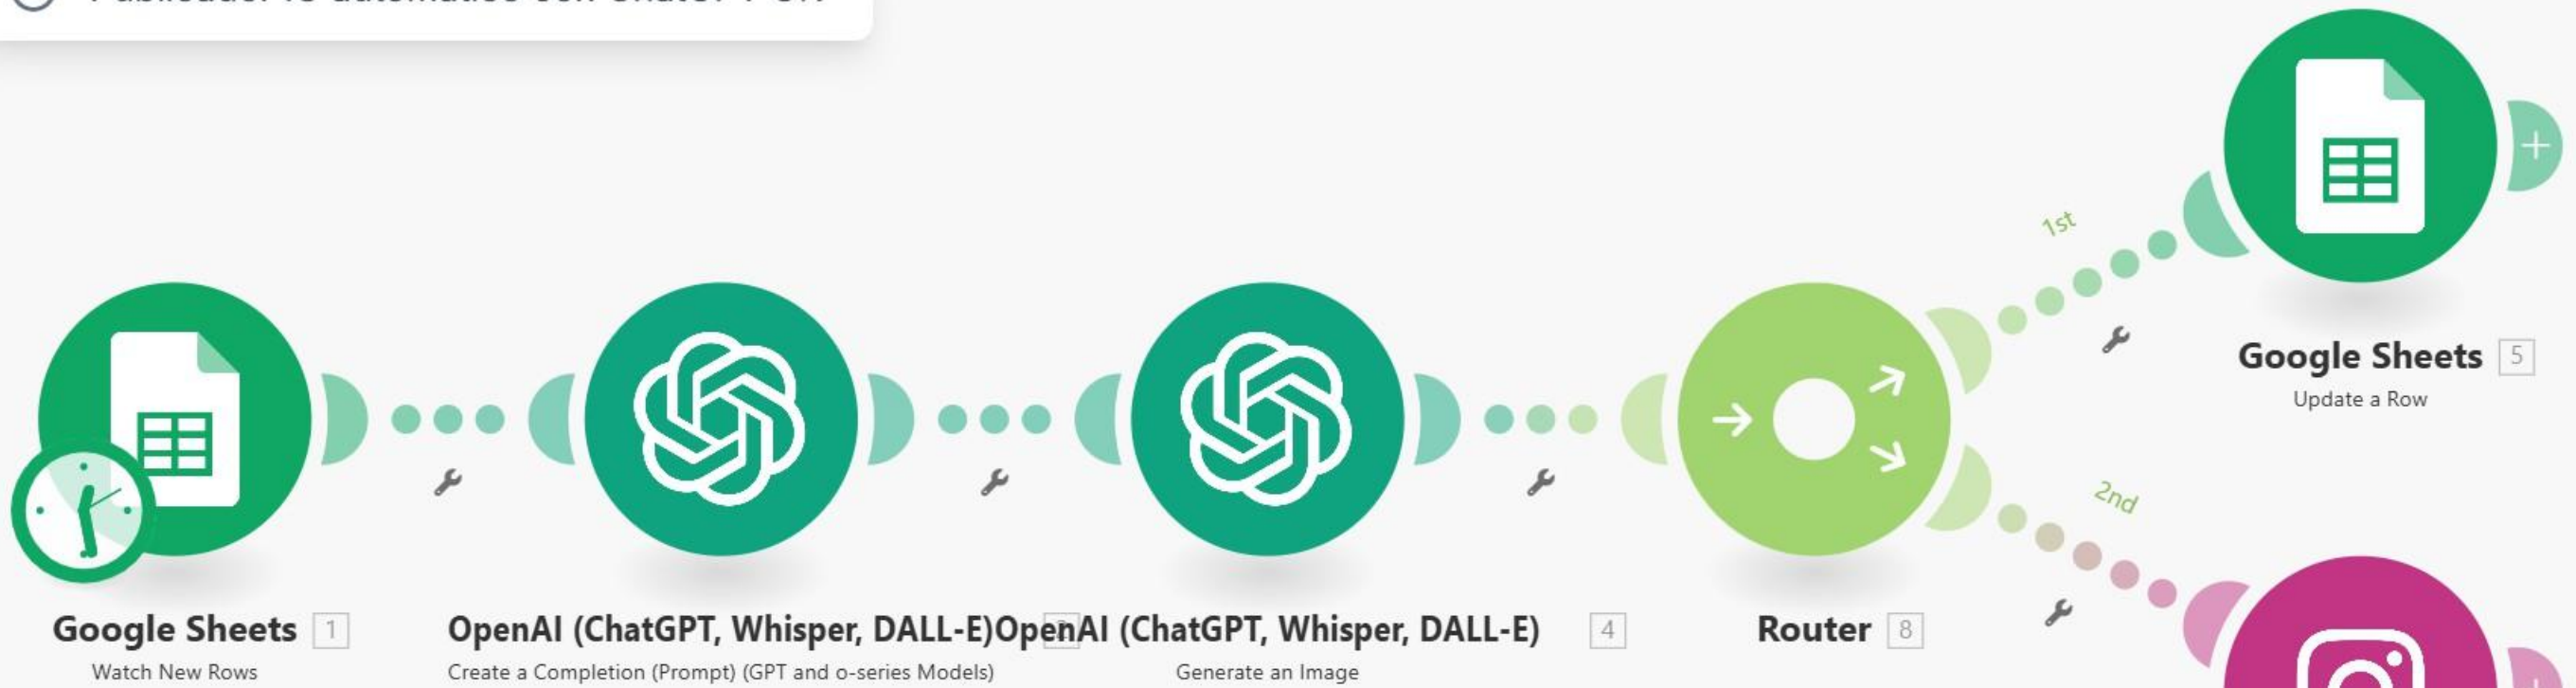 1st
Google Sheets 5
Update a Row
2nd
Google Sheets 1
Watch New Rows
OpenAI (ChatGPT, Whisper, DALL-E)
Create a Completion (Prompt) (GPT and o-series Models)
OpenAI (ChatGPT, Whisper, DALL-E) 4
Generate an Image
Router 8